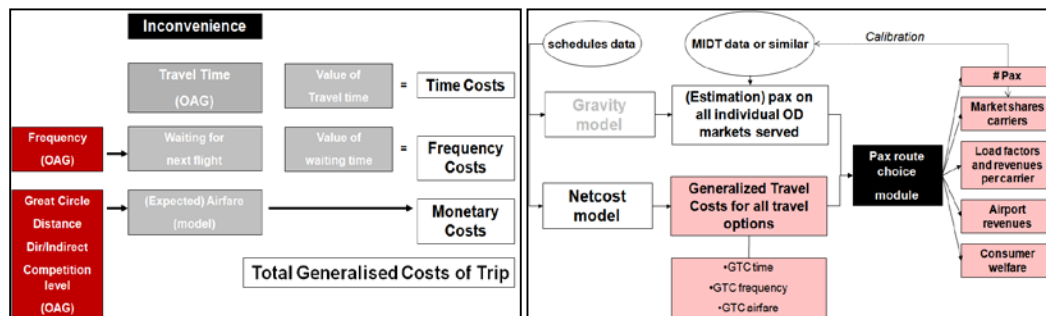 Inconvenience
Travel Time
(OAG)
Value of
Travel time
=
Time Costs
Frequency
(OAG)
Waiting for
next flight
Value of
waiting time
=
Frequency
Costs
Great Circle
Distance
Dir/Indirect
Competition
level
(OAG)
(Expected) Airfare
(model)
Monetary
Costs
Total Generalised Costs of Trip
schedules data
MIDT data or similar
Calibration
Gravity
model
(Estimation) pax on
all individual OD
markets served
Netcost
model
Generalized Travel
Costs for all travel
options
•GTC time
•GTC frequency
•GTC airfare
Pax route
choice
module
# Pax
Market shares
carriers
Load factors
and revenues
per carrier
Airport
revenues
Consumer
welfare